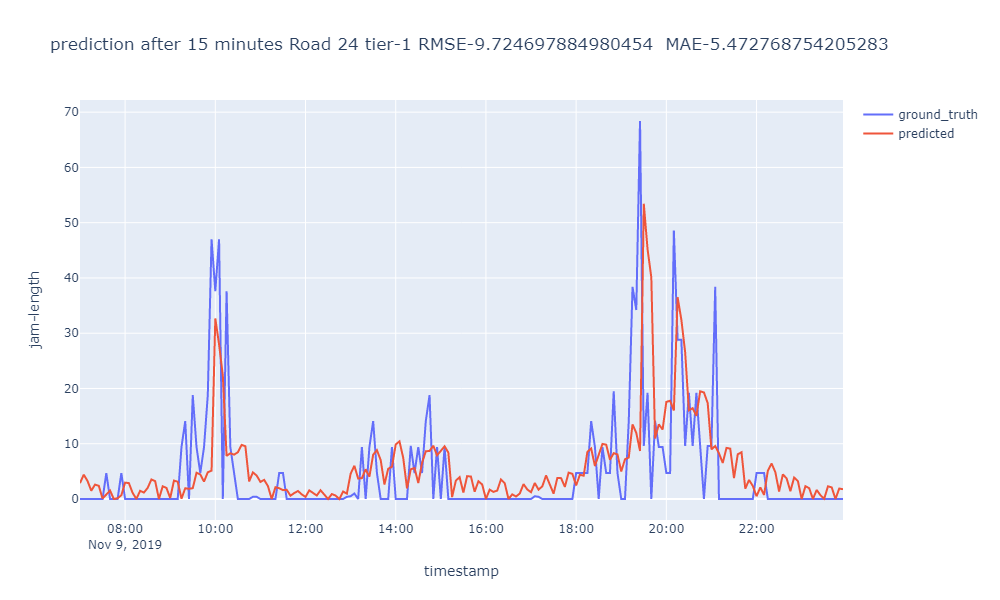 prediction after 15 minutes Road 24 tier-1 RMSE-9.724697884980454  MAE-5.472768754205283
ground_truth
predicted
70
60
50
40
30
20
10
0
jam-length
08:00 10:00 12:00 14:00 16:00 18:00 20:00 22:00
Nov 9, 2019
timestamp